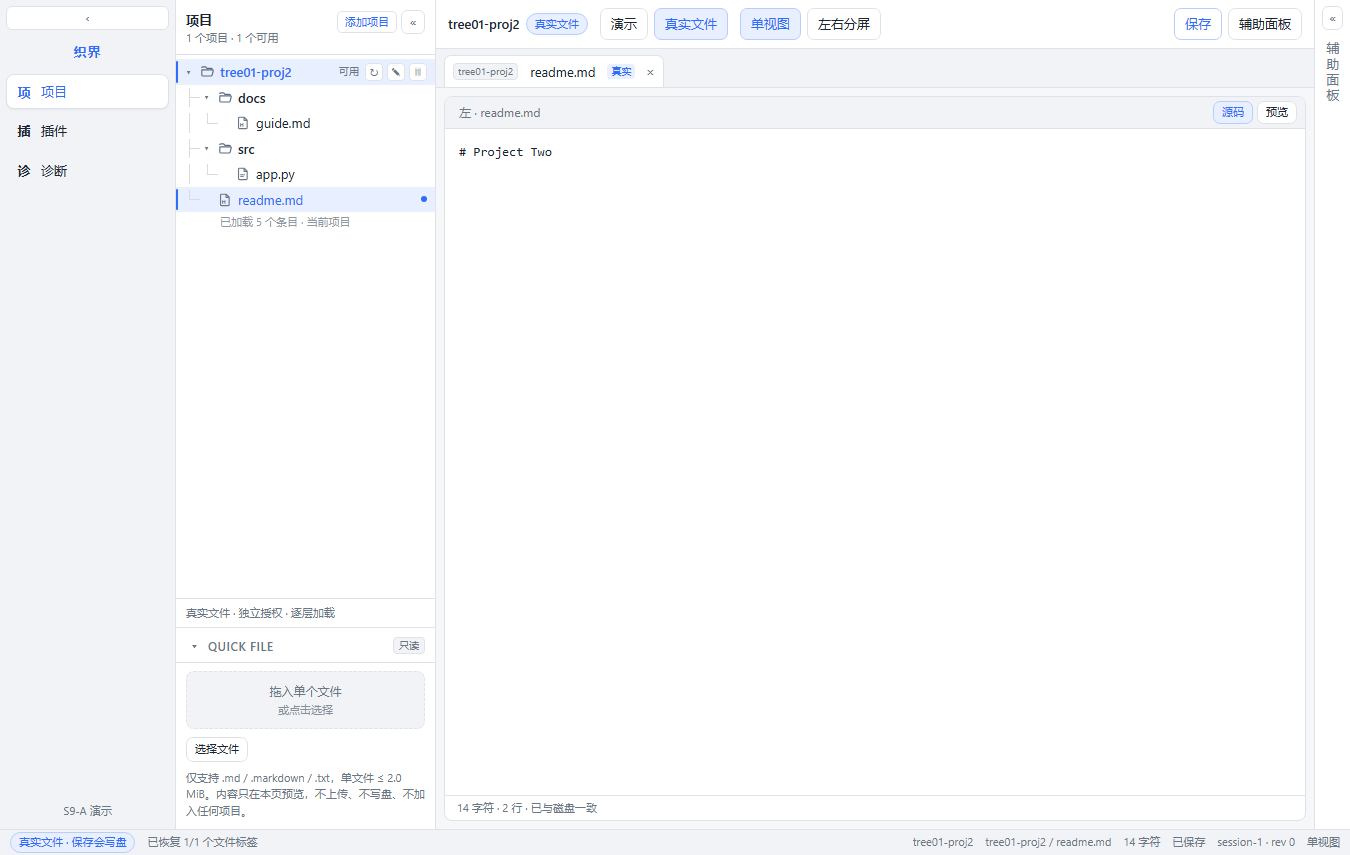 ‹
织界
项 项目
插 插件
诊 诊断
S9-A 演示
项目
1 个项目 · 1 个可用
添加项目
«
tree01-proj2
可用
docs
guide.md
src
app.py
readme.md
已加载 5 个条目 · 当前项目
真实文件 · 独立授权 · 逐层加载
QUICK FILE
只读
拖入单个文件
或点击选择
选择文件
仅支持 .md / .markdown / .txt，单文件 ≤ 2.0
MiB。内容只在本页预览，不上传、不写盘、不加
入任何项目。
tree01-proj2 真实文件 演示 真实文件 单视图 左右分屏 保存 辅助面板
tree01-proj2 readme.md 真实 ×
左 · readme.md 源码 预览
# Project Two
14 字符 · 2 行 · 已与磁盘一致
«
辅助面板
真实文件 · 保存会写盘 已恢复 1/1 个文件标签 tree01-proj2 tree01-proj2 / readme.md 14 字符 已保存 session-1 · rev 0 单视图